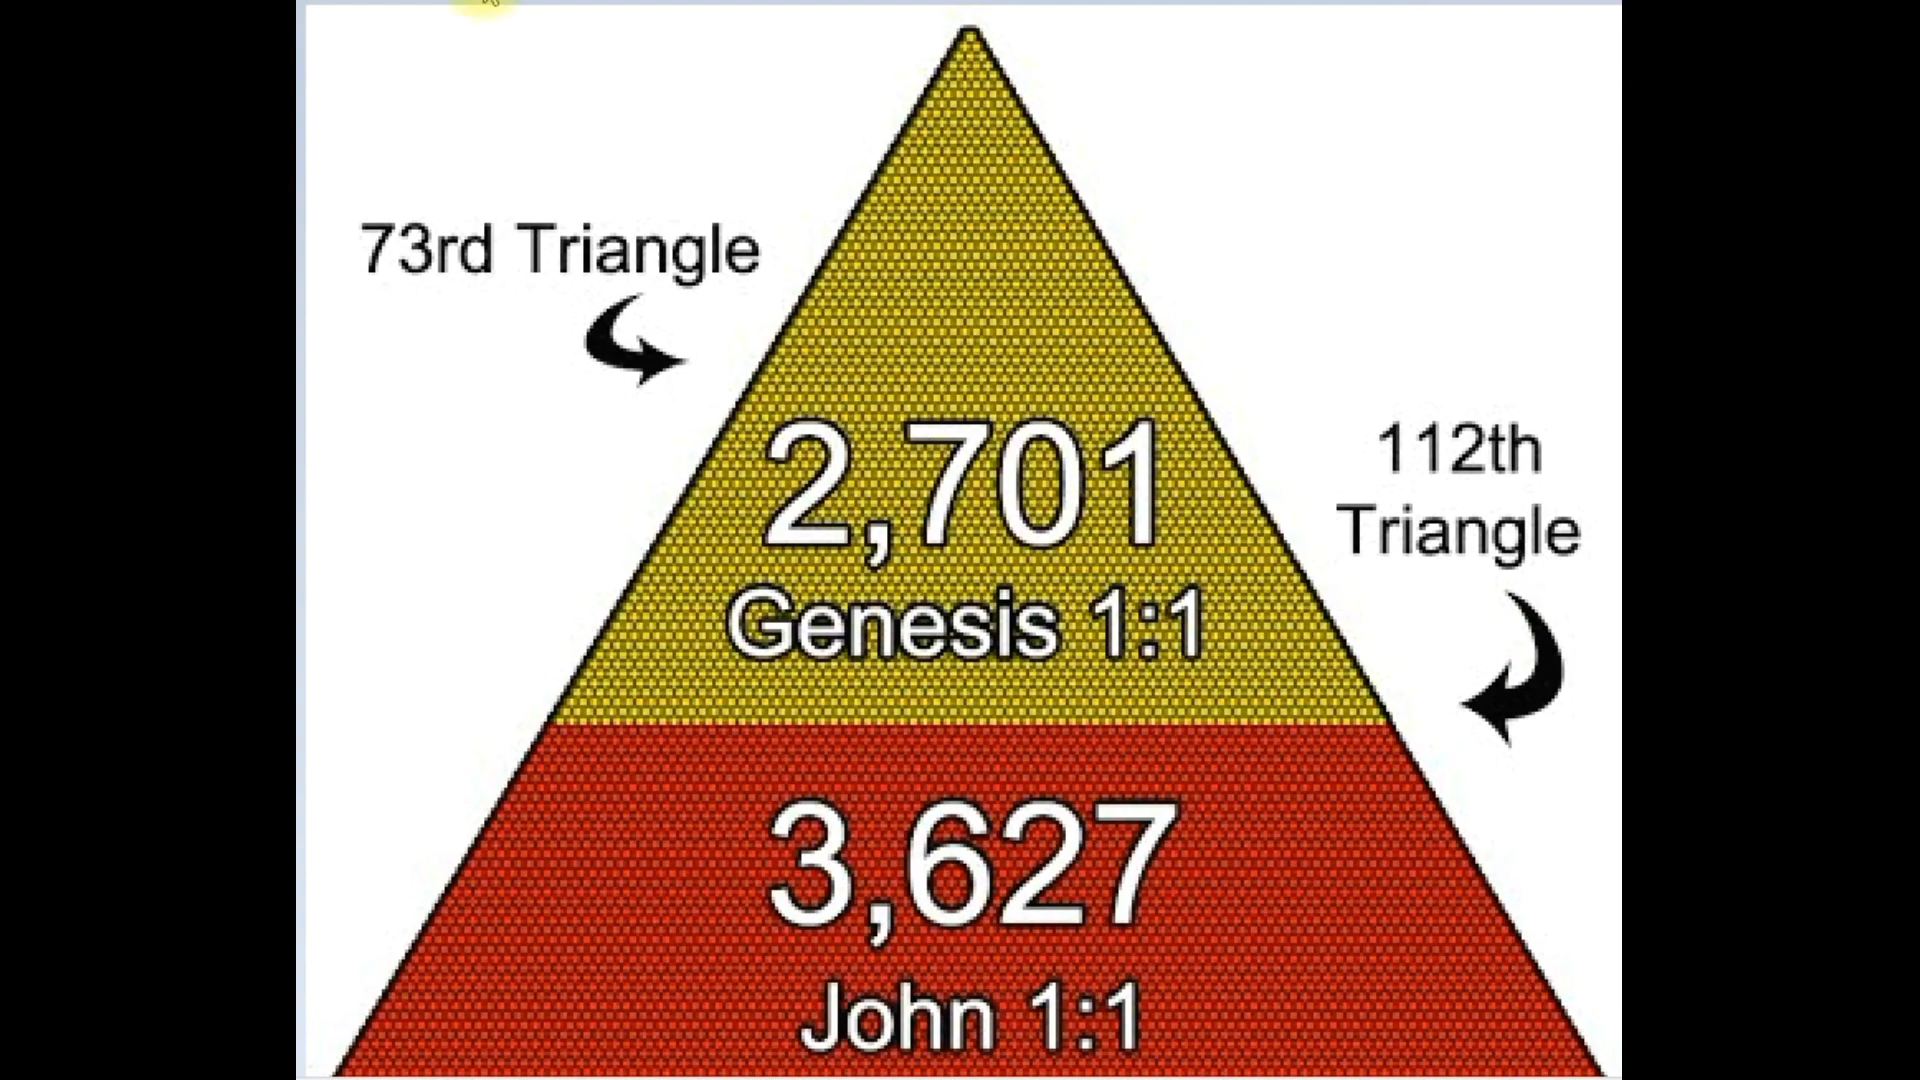 73rd Triangle
2,701
Genesis 1:1
112th
Triangle
3,627
John 1:1